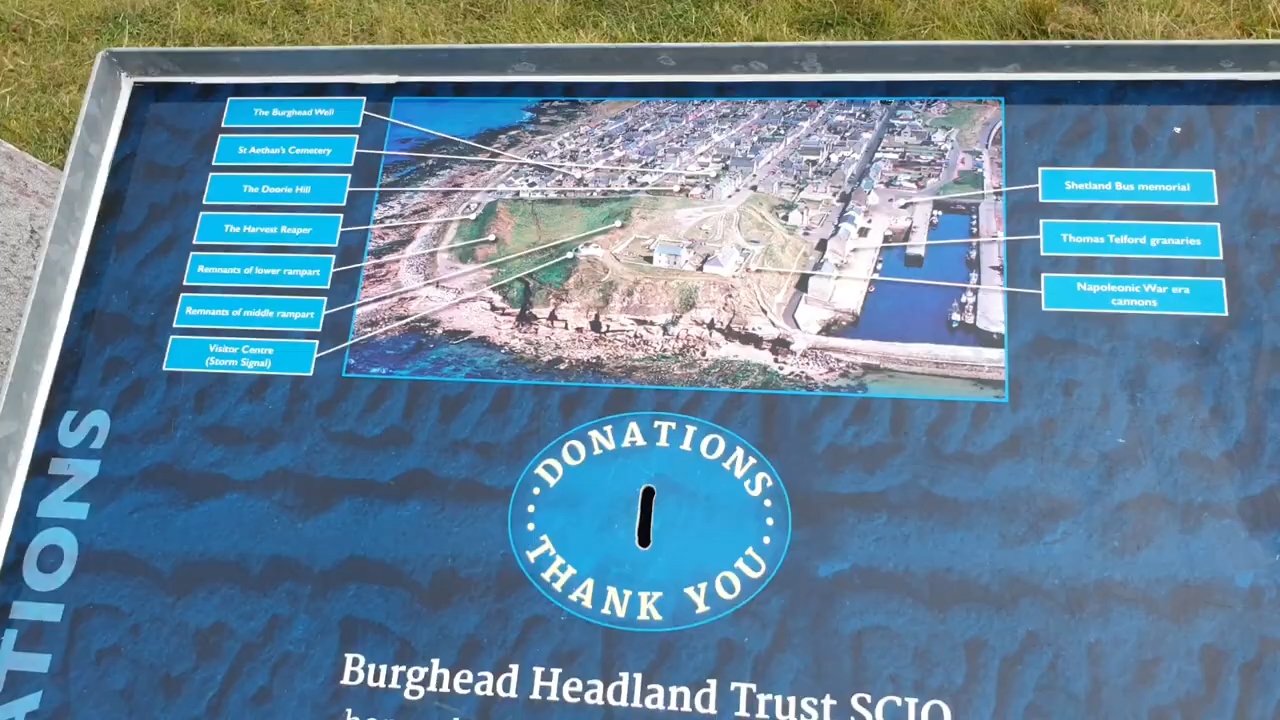 The Burghead Well
St Aethan's Cemetery
The Doorie Hill
The Harvest Reaper
Remnants of lower rampart
Remnants of middle rampart
Visitor Centre
(Storm Signal)
Shetland Bus memorial
Thomas Telford granaries
Napoleonic War era
cannons
DONATIONS
THANK YOU
ATIONS
Burghead Headland Trust SCIO